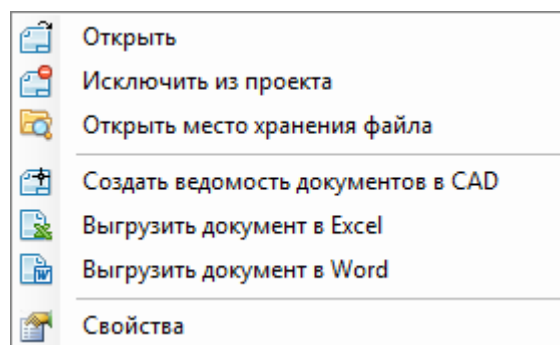 Открыть
Исключить из проекта
Открыть место хранения файла
Создать ведомость документов в CAD
Выгрузить документ в Excel
Выгрузить документ в Word
Свойства